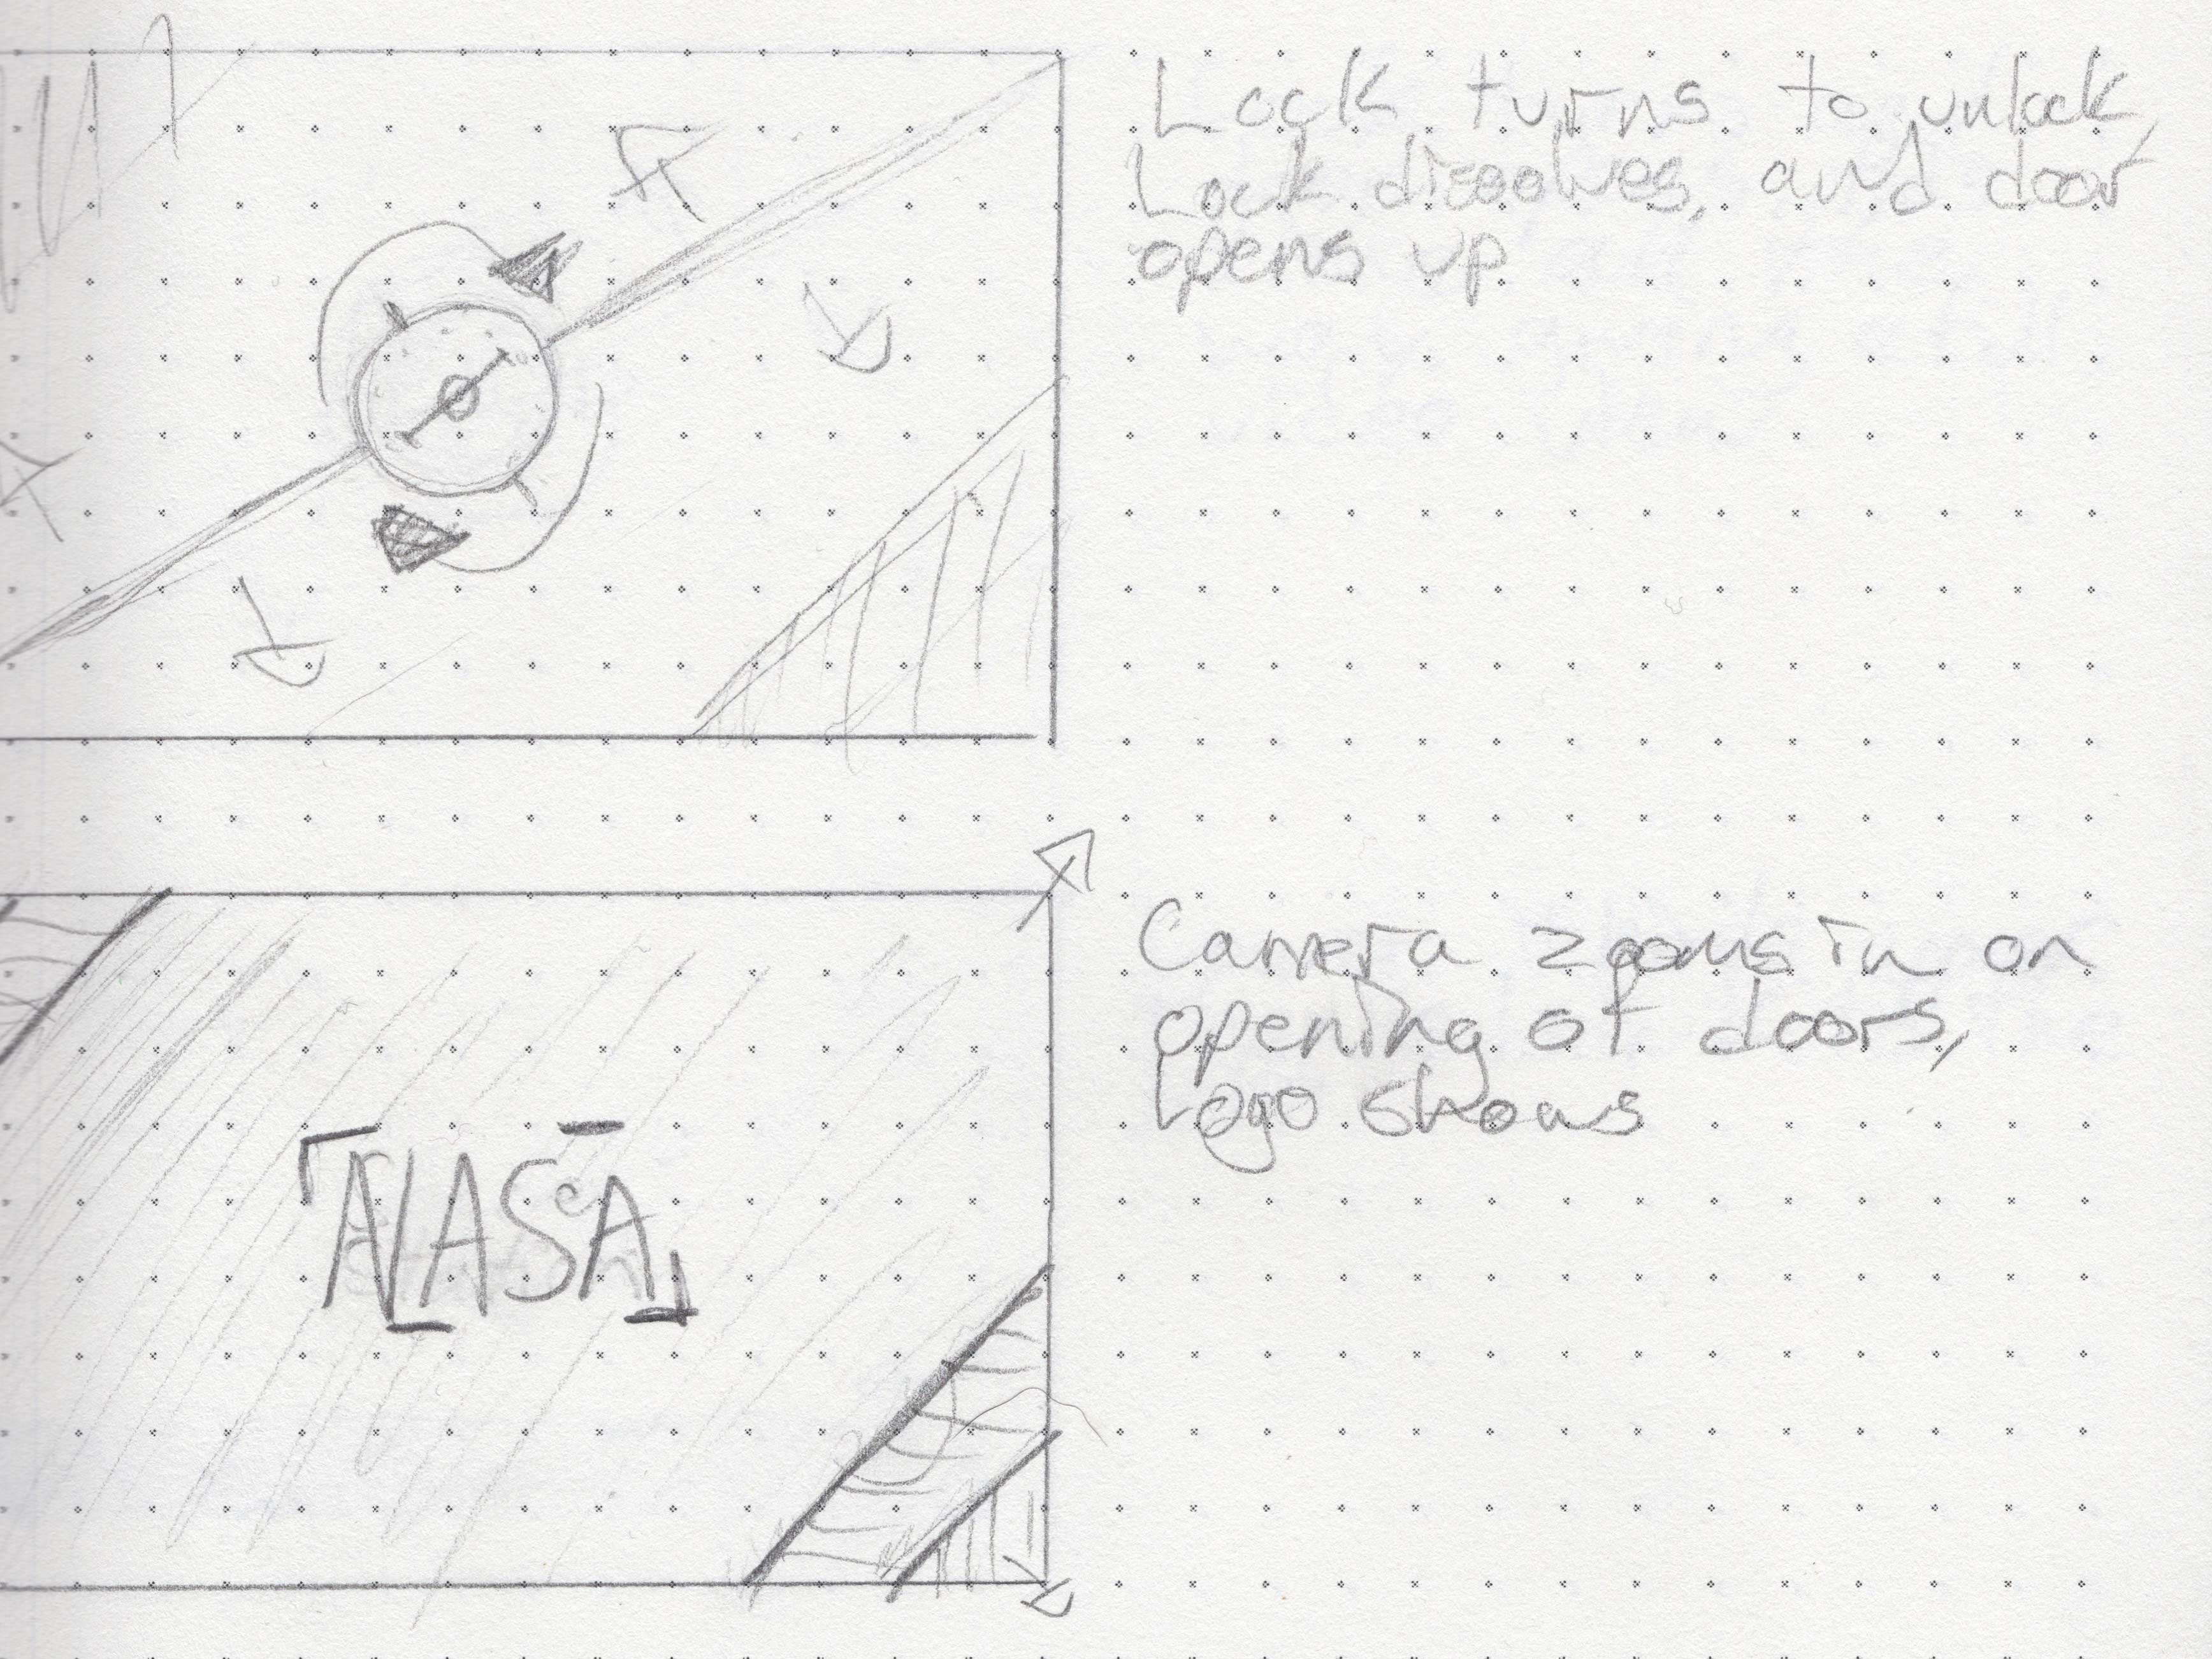 Lock turns to unlock,
Lock dissolves, and door
opens up
Camera zooms in on
opening of doors,
Logo shows